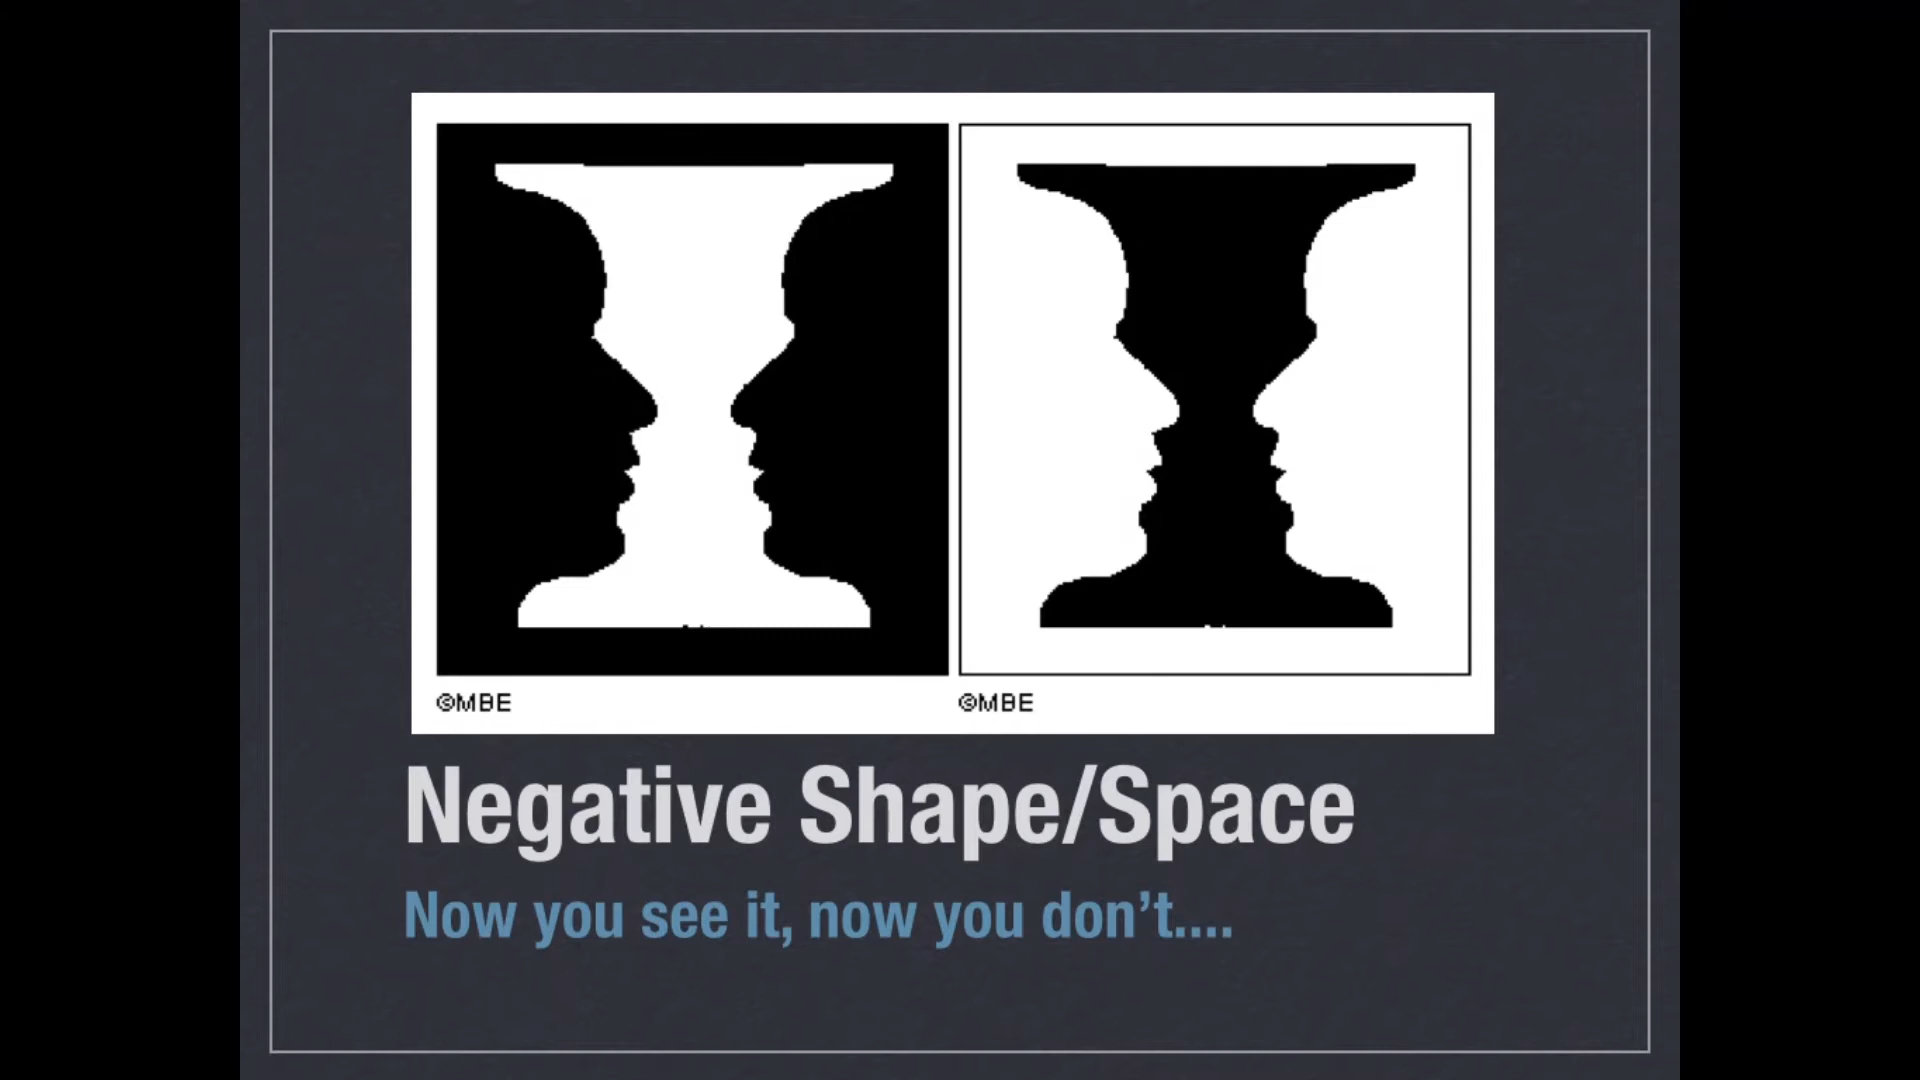 ©MBE
©MBE
Negative Shape/Space
Now you see it, now you don’t....